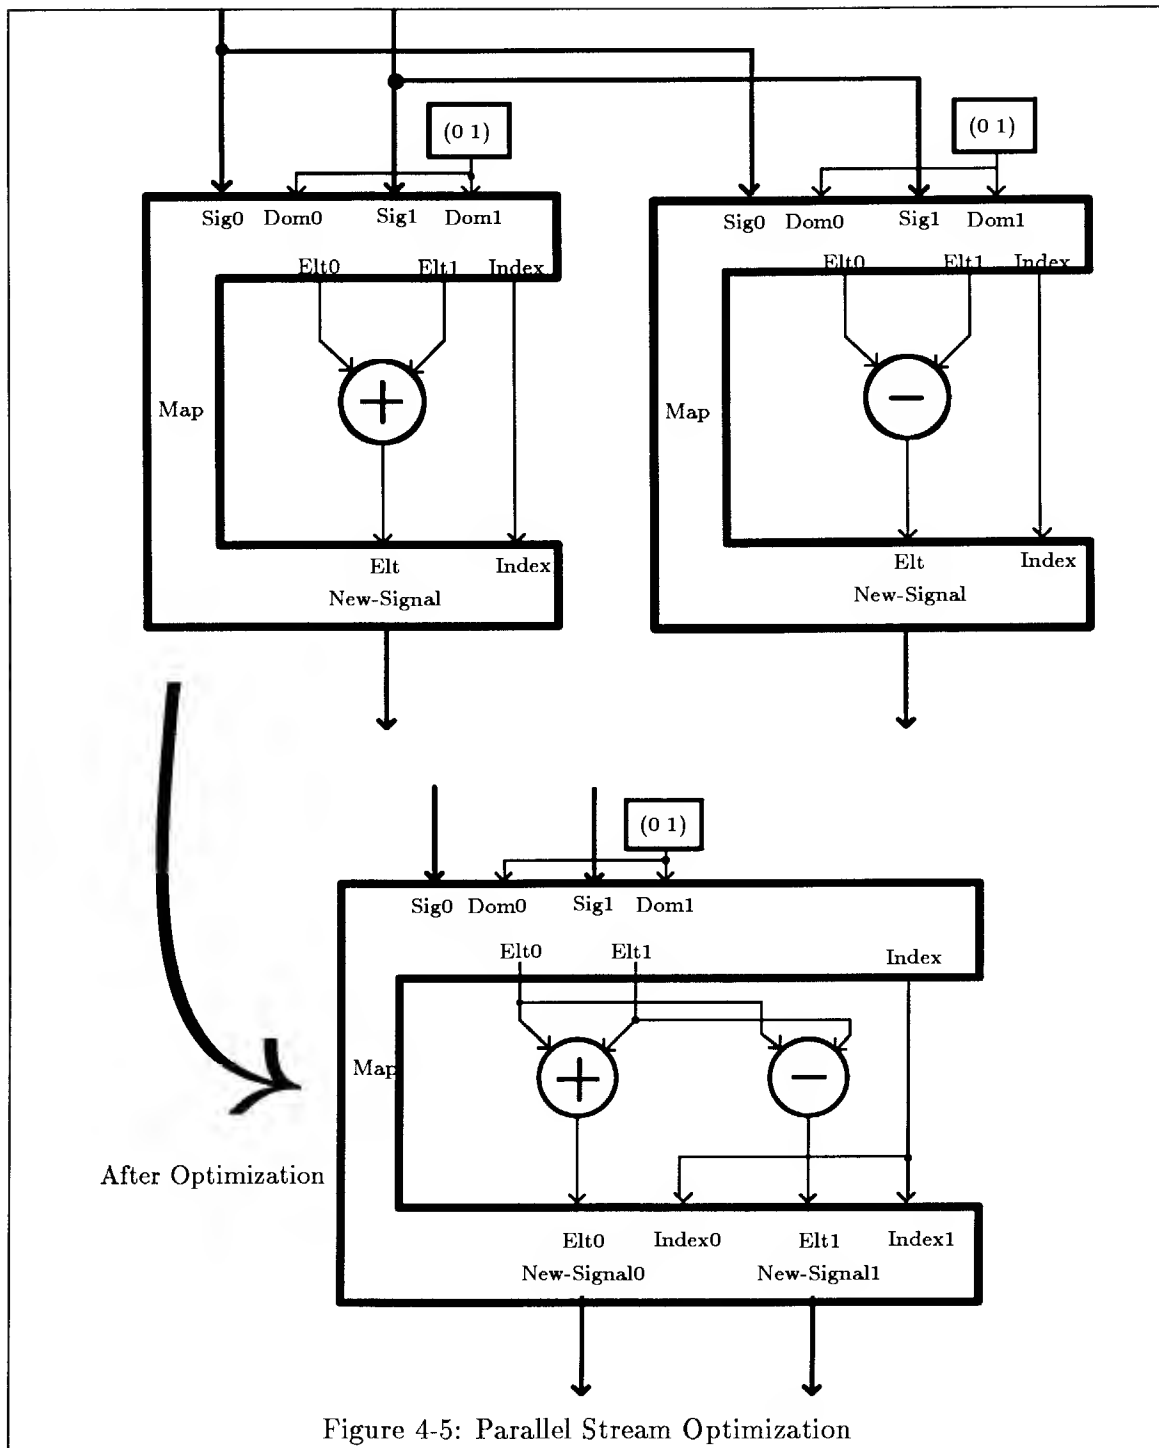 (0 1) (0 1)
Sig0 Dom0 Sig1 Dom1 Sig0 Dom0 Sig1 Dom1
Elt0 Elt1 Index Elt0 Elt1 Index
+ −
Map Map
Elt Index Elt Index
New-Signal New-Signal
(0 1)
Sig0 Dom0 Sig1 Dom1
Elt0 Elt1 Index
Map + −
After Optimization
Elt0 Index0 Elt1 Index1
New-Signal0 New-Signal1
Figure 4-5: Parallel Stream Optimization